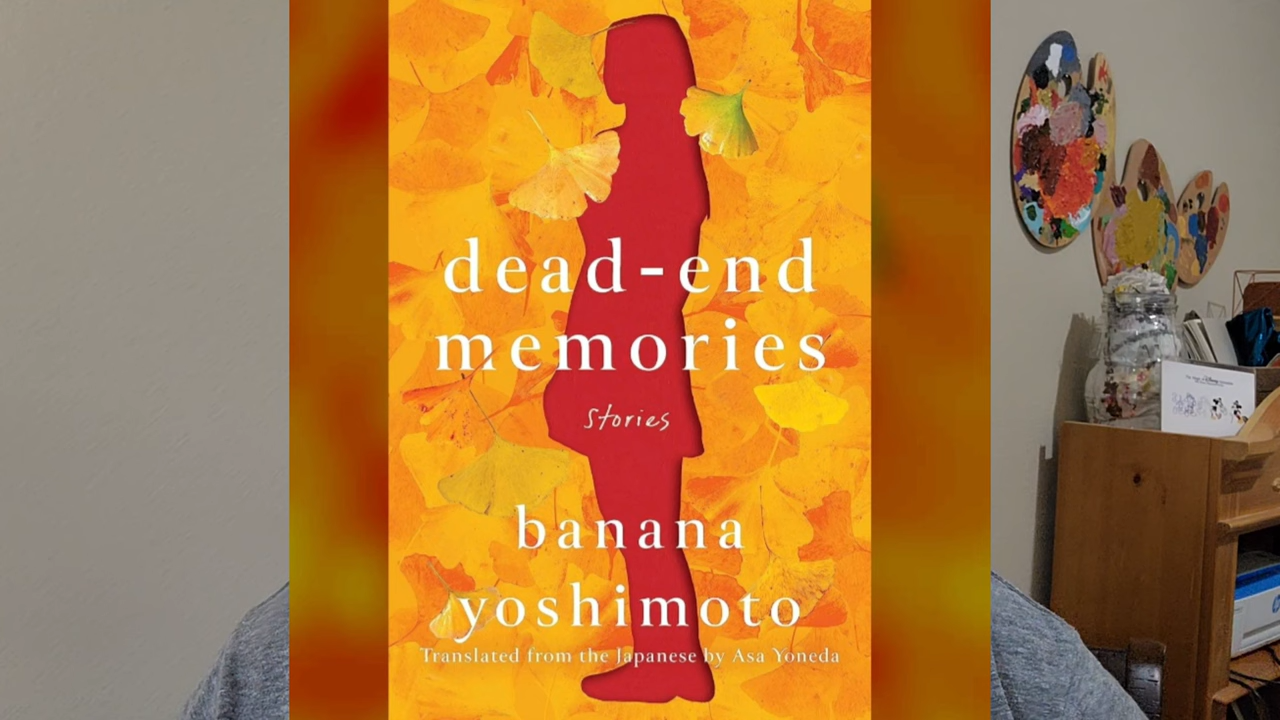 dead-end
memories
stories
banana
yoshimoto
Translated from the Japanese by Asa Yoneda